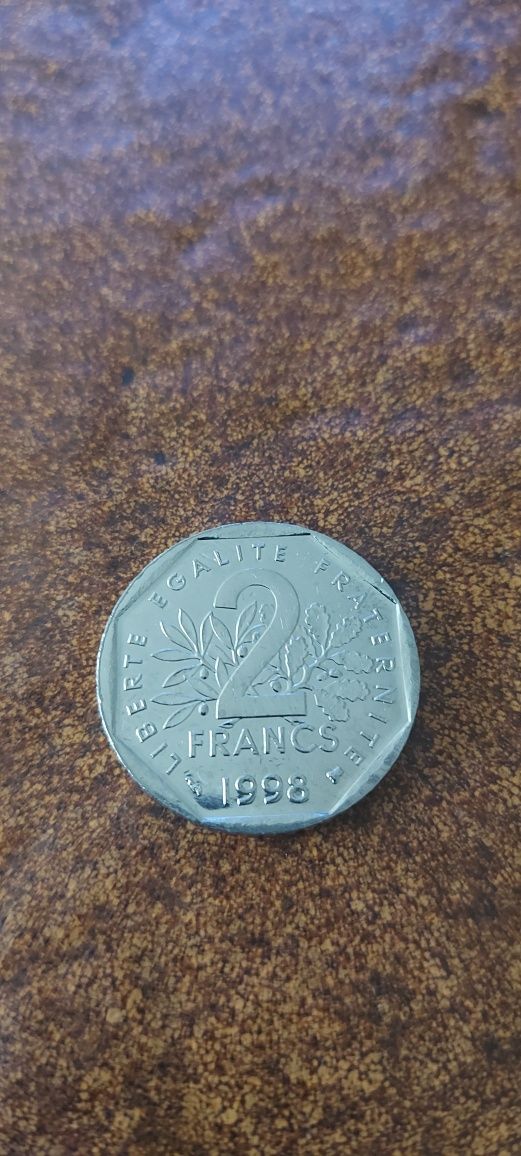 LIBERTE EGALITE FRATERNITE
2
FRANCS
1998